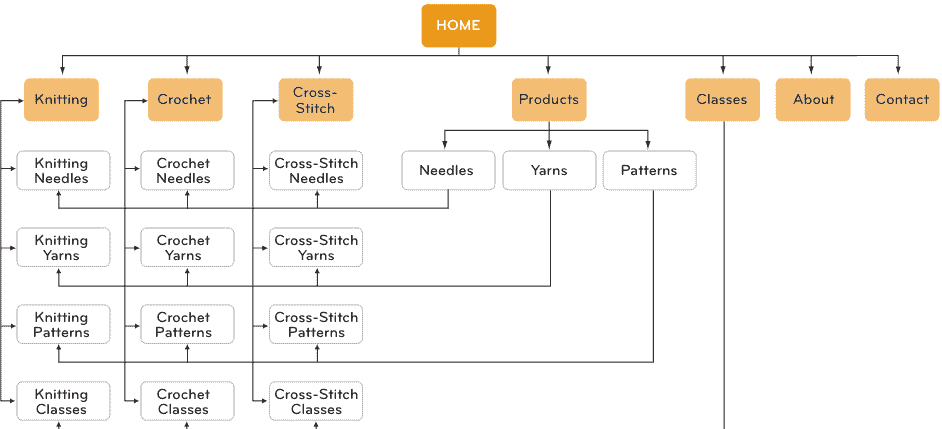 HOME
Knitting
Crochet
Cross-
Stitch
Products
Classes
About
Contact
Knitting
Needles
Crochet
Needles
Cross-Stitch
Needles
Needles
Yarns
Patterns
Knitting
Yarns
Crochet
Yarns
Cross-Stitch
Yarns
Knitting
Patterns
Crochet
Patterns
Cross-Stitch
Patterns
Knitting
Classes
Crochet
Classes
Cross-Stitch
Classes